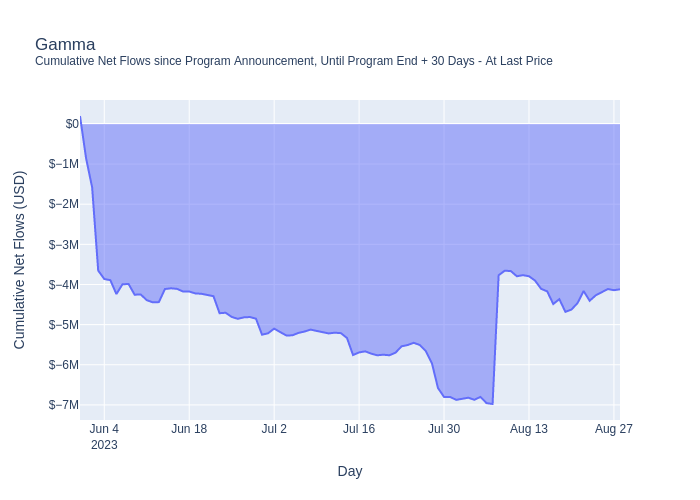 Gamma
Cumulative Net Flows since Program Announcement, Until Program End + 30 Days - At Last Price
Cumulative Net Flows (USD)
$0
$−1M
$−2M
$−3M
$−4M
$−5M
$−6M
$−7M
Jun 4
2023
Jun 18
Jul 2
Jul 16
Jul 30
Aug 13
Aug 27
Day